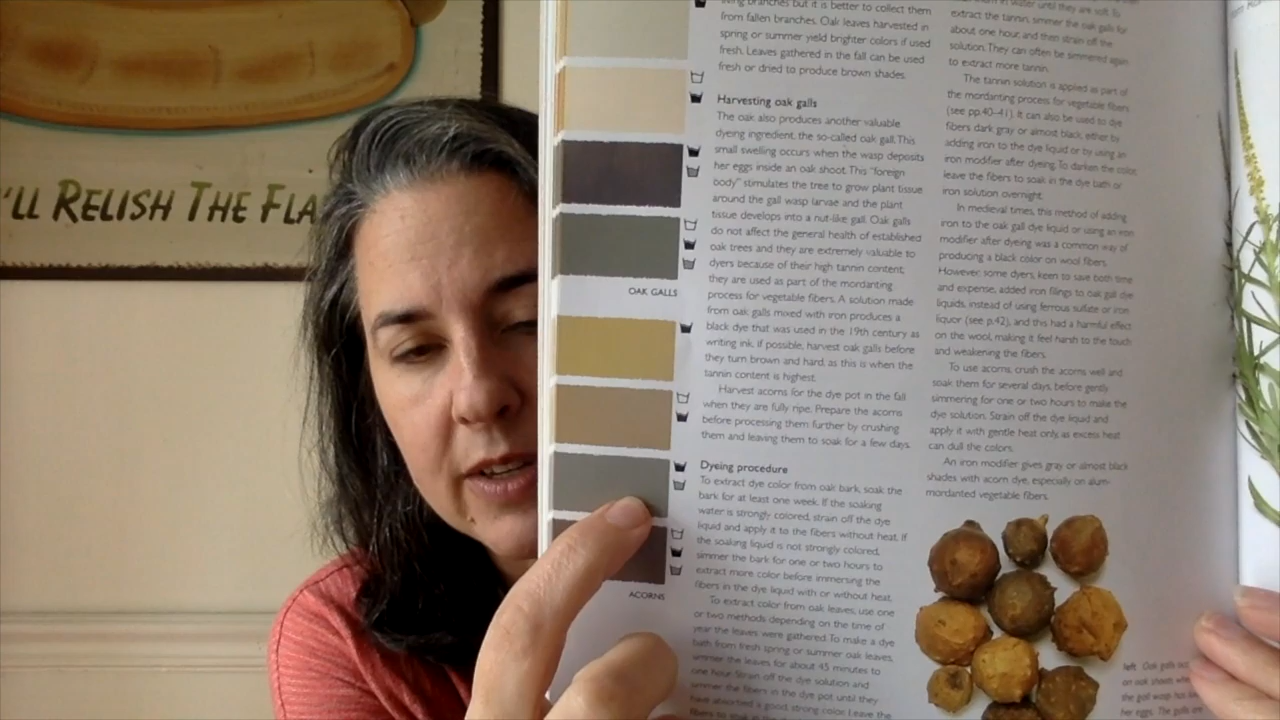 'LL RELISH THE FLA
living branches but it is better to collect them
from fallen branches. Oak leaves harvested in
spring or summer yield brighter colors if used
fresh. Leaves gathered in the fall can be used
fresh or dried to produce brown shades.
Harvesting oak galls
The oak also produces another valuable
dyeing ingredient, the so-called oak gall. This
small swelling occurs when the wasp deposits
her eggs inside an oak shoot. This "foreign
body" stimulates the tree to grow plant tissue
around the gall wasp larvae and the plant
tissue develops into a nut-like gall. Oak galls
do not affect the general health of established
oak trees and they are extremely valuable to
dyers because of their high tannin content;
they are used as part of the mordanting
process for vegetable fibers. A solution made
from oak galls mixed with iron produces a
black dye that was used in the 19th century as
writing ink. if possible, harvest oak galls before
they turn brown and hard, as this is when the
tannin content is highest.
Harvest acorns for the dye pot in the fall
when they are fully ripe. Prepare the acorns
before processing them further by crushing
them and leaving them to soak for a few days.
Dyeing procedure
To extract dye color from oak bark, soak the
bark for at least one week. If the soaking
water is strongly colored, strain off the dye
liquid and apply it to the fibers without heat. If
the soaking liquid is not strongly colored,
simmer the bark for one or two hours to
extract more color before immersing the
fibers in the dye liquid with or without heat.
To extract color from oak leaves, use one
or two methods depending on the time of
year the leaves were gathered. To make a dye
bath from fresh spring or summer oak leaves,
simmer the leaves for about 45 minutes to
one hour. Strain off the dye solution and
simmer the fibers in the dye pot until they
have absorbed a good, strong color. Leave the
fibers to soak in the
OAK GALLS
ACORNS
in water until they are soft. To
extract the tannin, simmer the oak galls for
about one hour, and then strain off the
solution. They can often be simmered again
to extract more tannin.
The tannin solution is applied as part of
the mordanting process for vegetable fibers
(see pp.40–41). It can also be used to dye
fibers dark gray or almost black, either by
adding iron to the dye liquid or by using an
iron modifier after dyeing. To darken the color,
leave the fibers to soak in the dye bath or
iron solution overnight.
In medieval times, this method of adding
iron to the oak gall dye liquid or using an iron
modifier after dyeing was a common way of
producing a black color on wool fibers.
However, some dyers, keen to save both time
and expense, added iron filings to oak gall dye
liquids, instead of using ferrous sulfate or iron
liquor (see p.42), and this had a harmful effect
on the wool, making it feel harsh to the touch
and weakening the fibers.
To use acorns, crush the acorns well and
soak them for several days, before gently
simmering for one or two hours to make the
dye solution. Strain off the dye liquid and
apply it with gentle heat only, as excess heat
can dull the colors.
An iron modifier gives gray or almost black
shades with acorn dye, especially on alum-
mordanted vegetable fibers.
left Oak galls
on oak shoots
the gall wasp
her eggs. The galls are